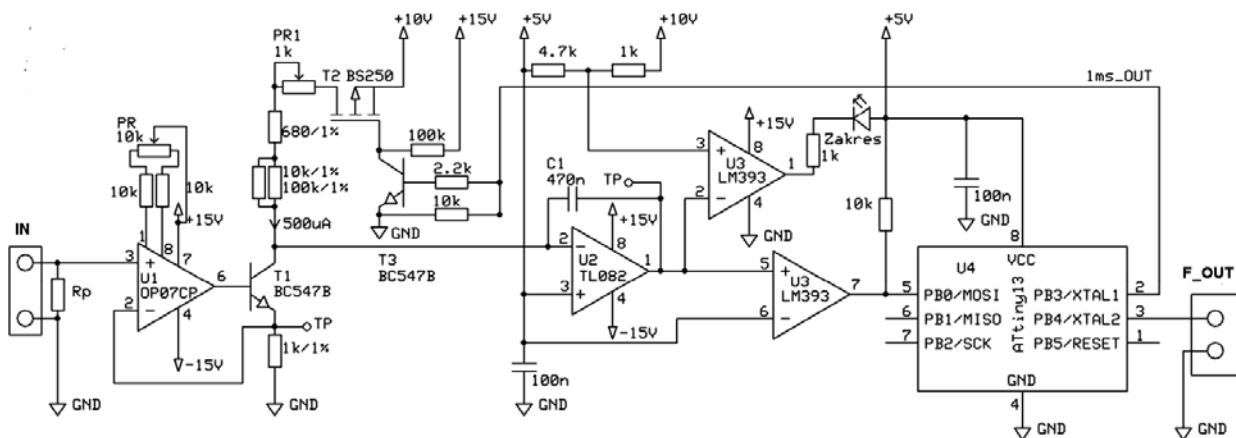 +10V
+15V
+5V
+10V
+5V
PR1
1k
T2 BS250
4.7k
1k
1ms_OUT
PR
10k
680/1%
100k
+15V
Zakres
10k/1%
100k/1%
2.2k
C1
470n
TP
3
U3
LM393
8
1
1k
2
4
10k
10k
+15V
500uA
10k
GND
+15V
GND
10k
100n
GND
IN
1
8
7
3
U1
OP07CP
6
2
4
T1
BC547B
T3
BC547B
2
U2
TL082
8
1
3
4
5
U3
LM393
7
6
8
VCC
U4
F_OUT
Rp
TP
-15V
1k/1%
-15V
100n
5
PB0/MOSI
PB3/XTAL1
2
6
PB1/MISO
ATtiny13
PB4/XTAL2
3
7
PB2/SCK
PB5/RESET
1
GND
4
GND
GND
GND
GND
GND